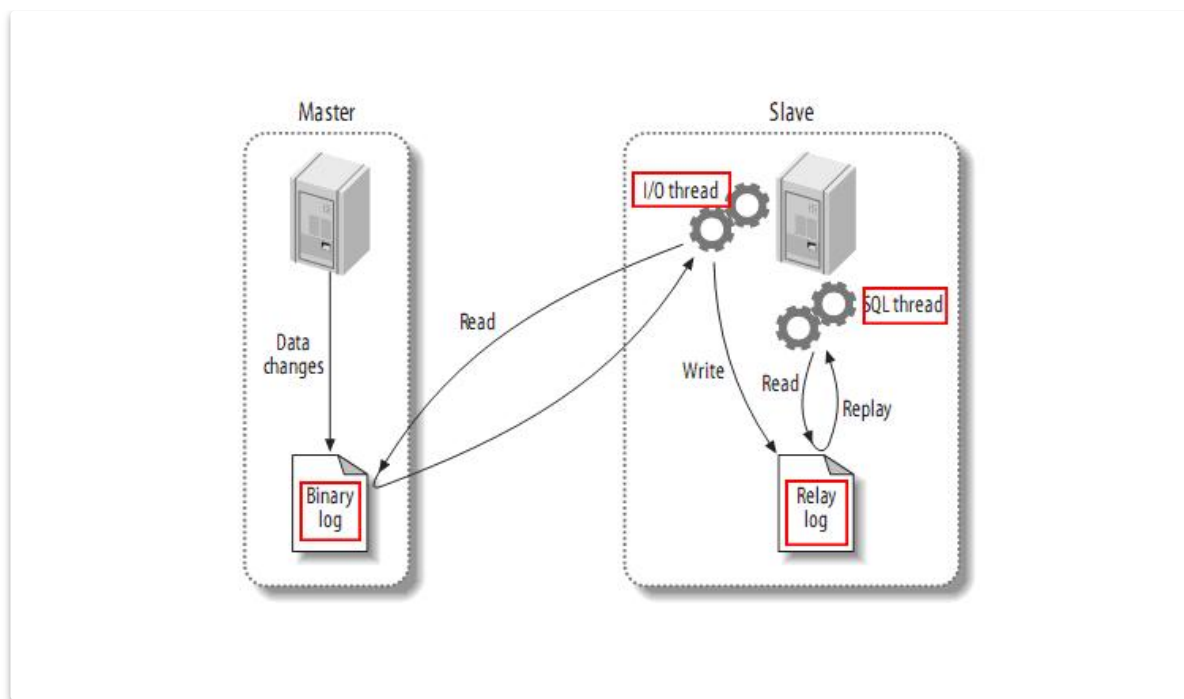 Master
Slave
I/O thread
SQL thread
Read
Data
changes
Write
Read
Replay
Binary
log
Relay
log